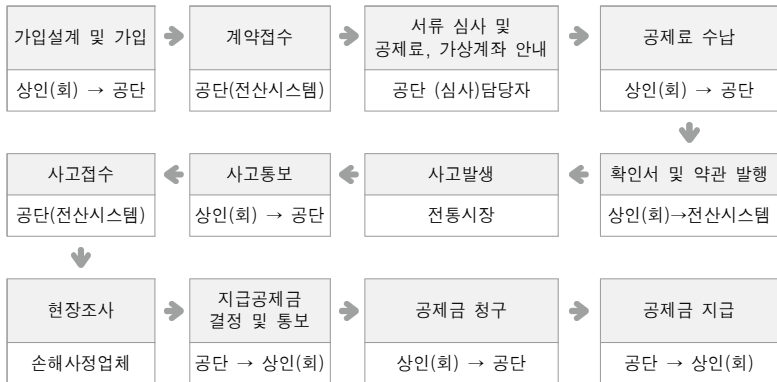 가입설계 및 가입
상인(회) → 공단
계약접수
공단(전산시스템)
서류 심사 및
공제료, 가상계좌 안내
공단 (심사)담당자
공제료 수납
상인(회) → 공단
사고접수
공단(전산시스템)
사고통보
상인(회) → 공단
사고발생
전통시장
확인서 및 약관 발행
상인(회)→전산시스템
현장조사
손해사정업체
지급공제금
결정 및 통보
공단 → 상인(회)
공제금 청구
상인(회) → 공단
공제금 지급
공단 → 상인(회)